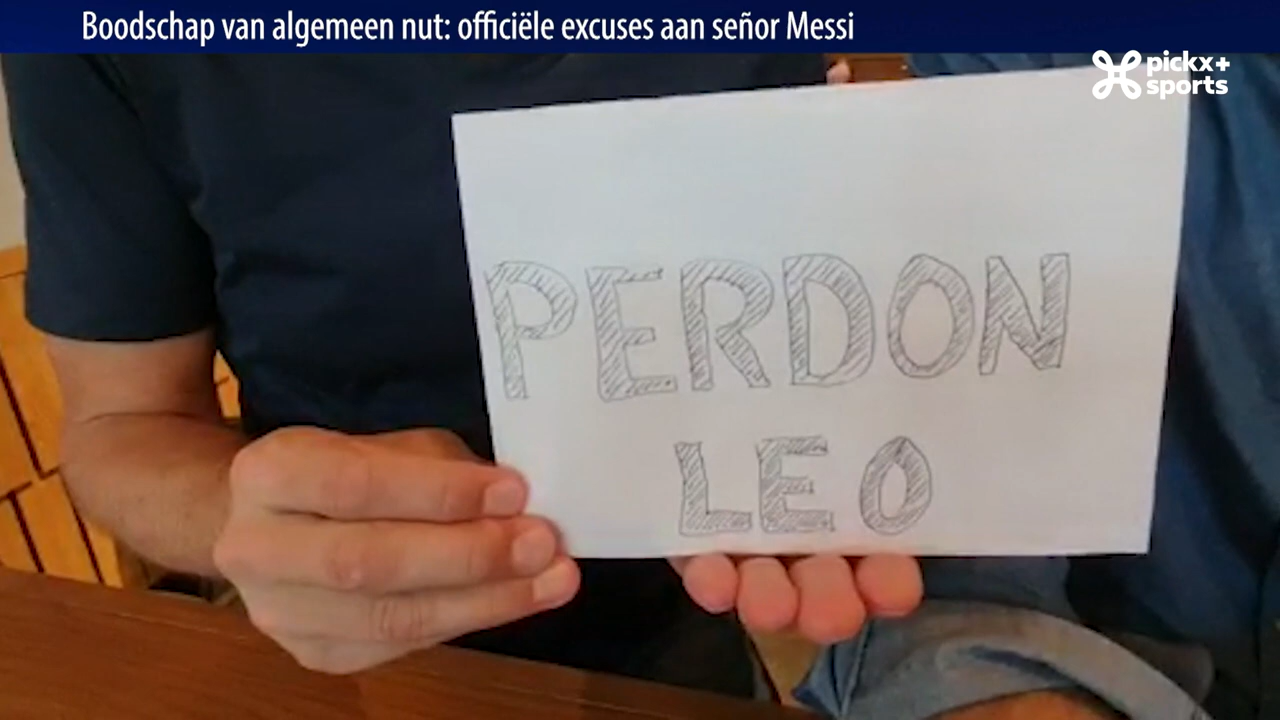 Boodschap van algemeen nut: officiële excuses aan señor Messi
pickx+
sports
PERDON
LEO